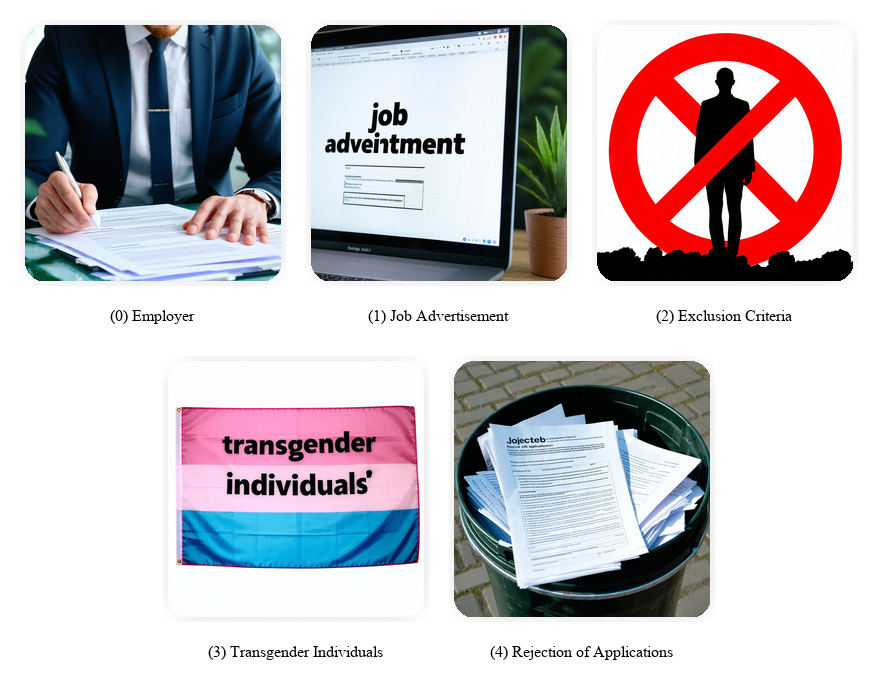 job
adveintment
(0) Employer
(1) Job Advertisement
(2) Exclusion Criteria
transgender
individuals'
Jojecteb
(3) Transgender Individuals
(4) Rejection of Applications